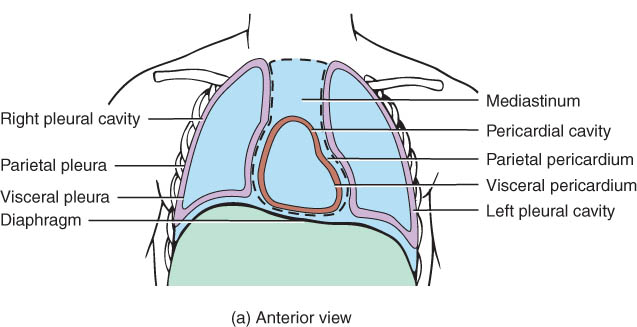 Right pleural cavity
Parietal pleura
Visceral pleura
Diaphragm
Mediastinum
Pericardial cavity
Parietal pericardium
Visceral pericardium
Left pleural cavity
(a) Anterior view